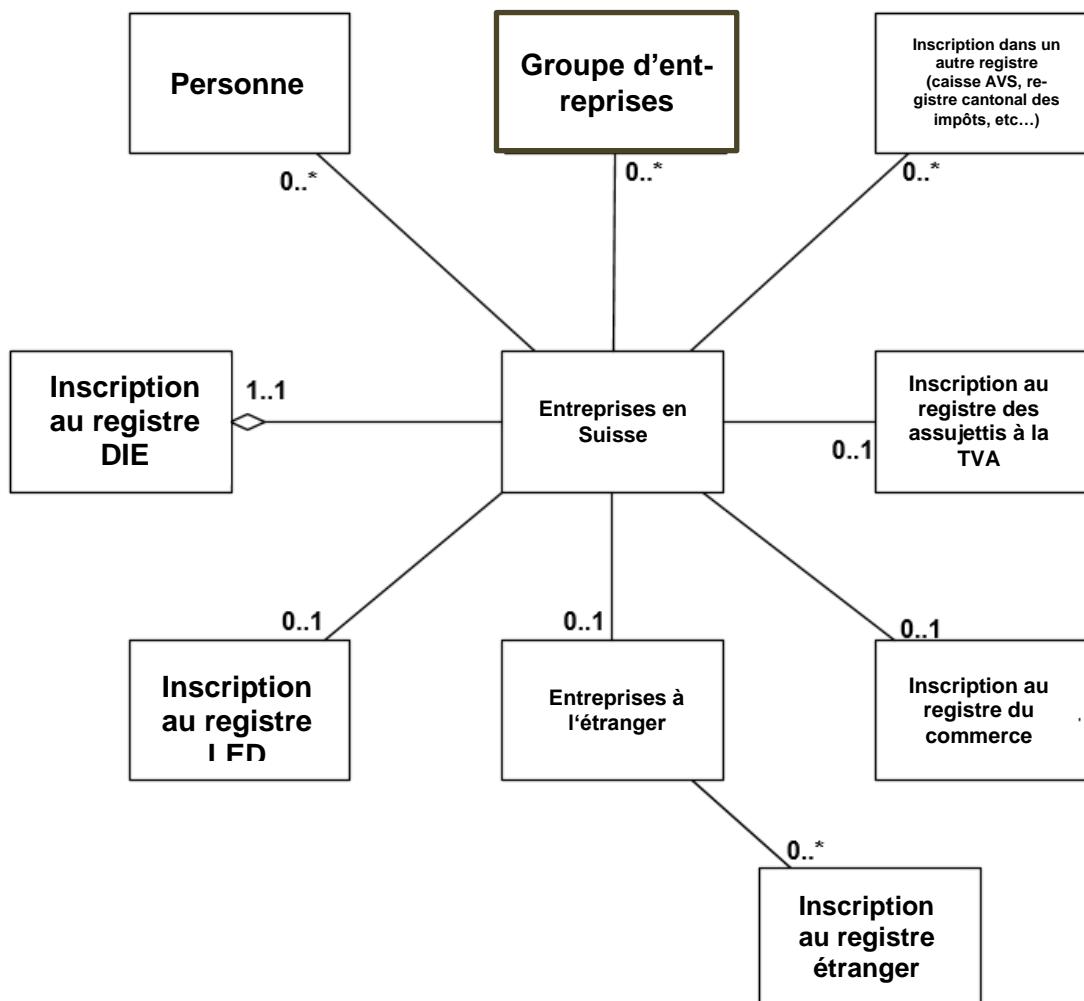 Personne
Groupe d'ent-
reprises
Inscription dans un
autre registre
(caisse AVS, re-
gistre cantonal des
impôts, etc…)
0..*
0..*
0..*
Inscription
au registre
DIE
1..1
Entreprises en
Suisse
0..1
Inscription au
registre des
assujettis à la
TVA
0..1
0..1
0..1
Inscription
au registre
LED
Entreprises à
l‘étranger
Inscription au
registre du
commerce
0..*
Inscription
au registre
étranger